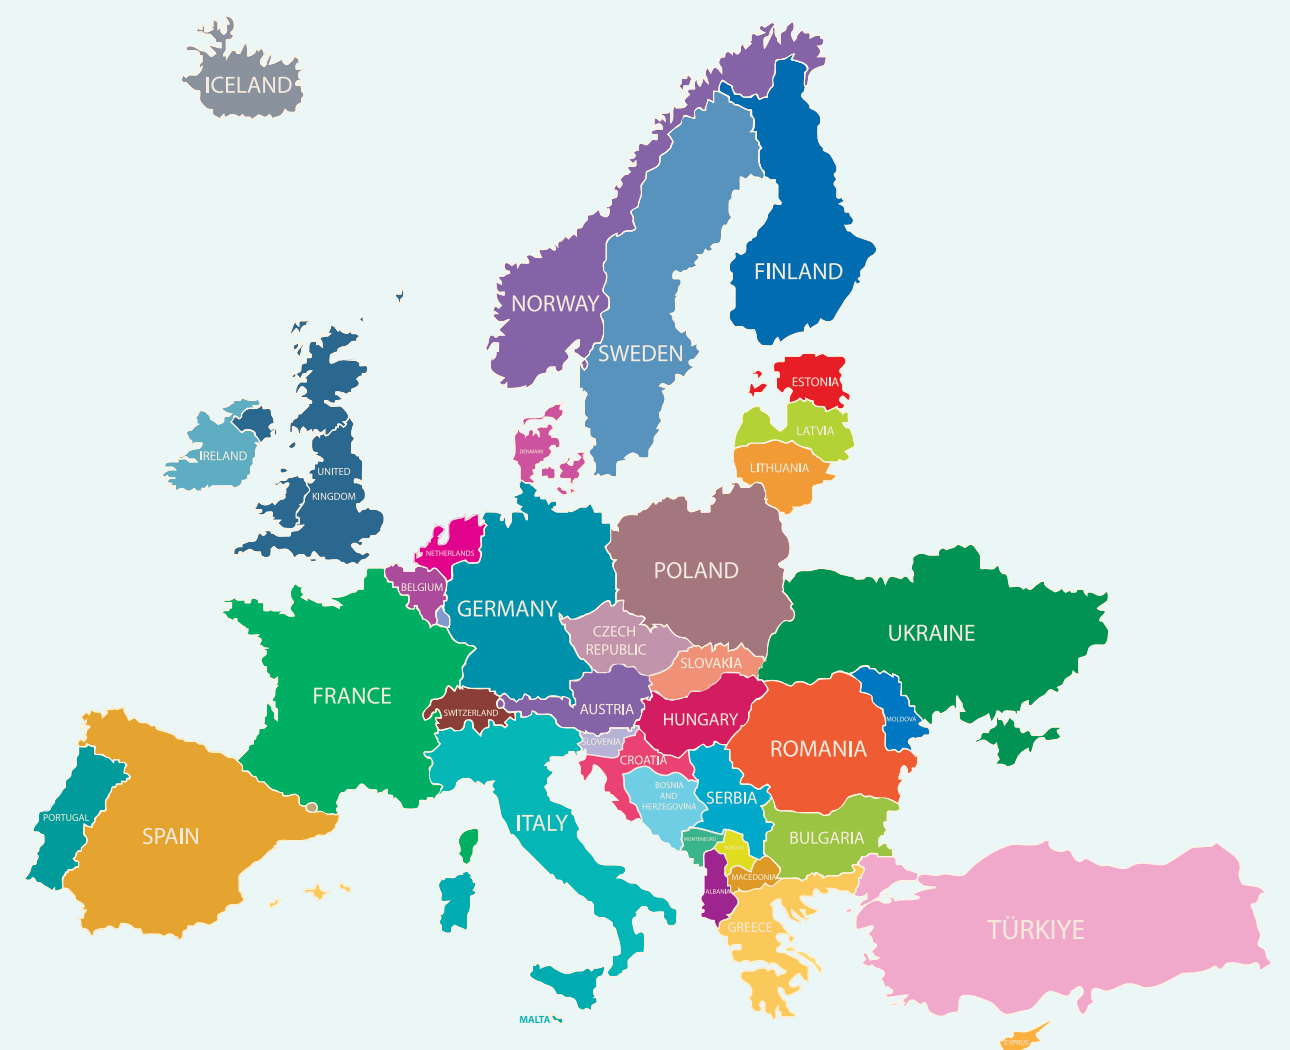 ICELAND
NORWAY
SWEDEN
FINLAND
ESTONIA
LATVIA
LITHUANIA
DENMARK
IRELAND
UNITED
KINGDOM
NETHERLANDS
BELGIUM
GERMANY
POLAND
CZECH
REPUBLIC
SLOVAKIA
UKRAINE
FRANCE
SWİTZERLAND
AUSTRIA
HUNGARY
MOLDOVA
SLOVENIA
CROATIA
ROMANIA
BOSNIA
AND
HERZEGOVINA
SERBIA
PORTUGAL
SPAIN
ITALY
MONTENEGRO
BULGARIA
MACEDONIA
ALBANIA
GREECE
TÜRKIYE
MALTA
CYPRUS